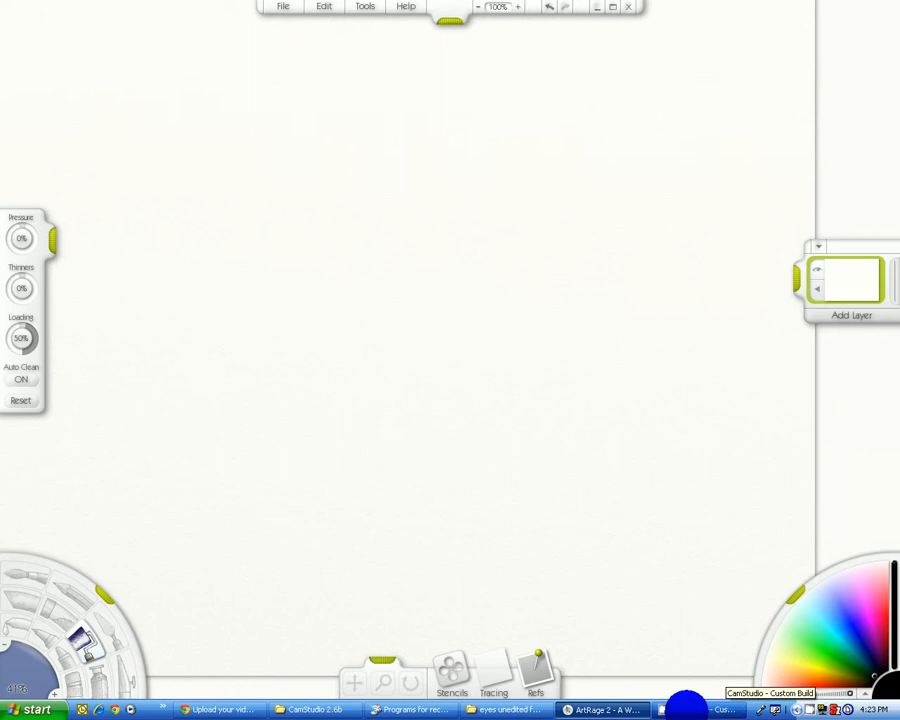 File Edit Tools Help - 100% +
Pressure
0%
Thinners
0%
Loading
50%
Auto Clean
ON
Reset
Add Layer
41%
Stencils Tracing Refs
CamStudio - Custom Build
start Upload your vid... CamStudio 2.6b Programs for rec... eyes unedited f... ArtRage 2 - A W... - Cus... 4:23 PM